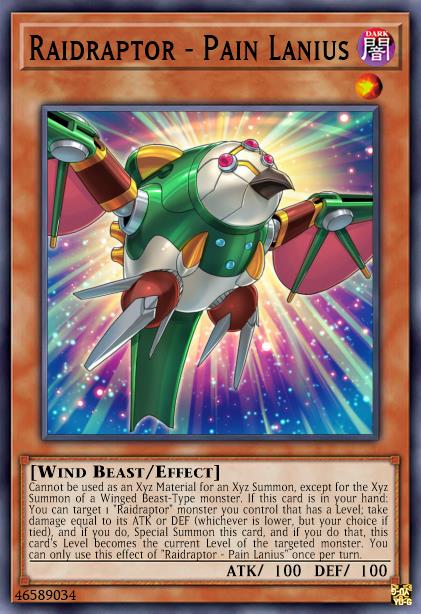 Raidraptor - Pain Lanius
DARK
闇
[Wind Beast/Effect]
Cannot be used as an Xyz Material for an Xyz Summon, except for the Xyz
Summon of a Winged Beast-Type monster. If this card is in your hand:
You can target 1 "Raidraptor" monster you control that has a Level; take
damage equal to its ATK or DEF (whichever is lower, but your choice if
tied), and if you do, Special Summon this card, and if you do that, this
card's Level becomes the current Level of the targeted monster. You can
only use this effect of "Raidraptor - Pain Lanius" once per turn.
ATK/ 100 DEF/ 100
46589034